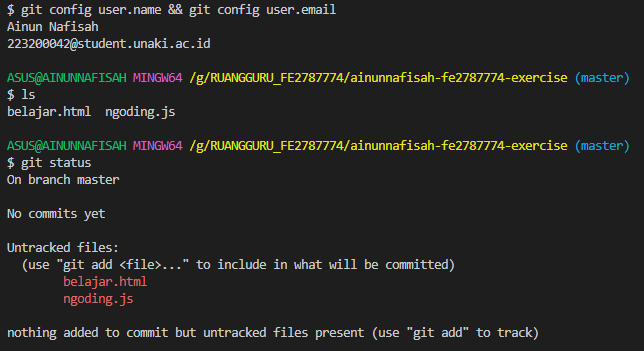 $ git config user.name && git config user.email
Ainun Nafisah
223200042@student.unaki.ac.id
ASUS@AINUNNAFISAH MINGW64 /g/RUANGGURU_FE2787774/ainunnafisah-fe2787774-exercise (master)
$ ls
belajar.html  ngoding.js
ASUS@AINUNNAFISAH MINGW64 /g/RUANGGURU_FE2787774/ainunnafisah-fe2787774-exercise (master)
$ git status
On branch master
No commits yet
Untracked files:
  (use "git add <file>..." to include in what will be committed)
        belajar.html
        ngoding.js
nothing added to commit but untracked files present (use "git add" to track)